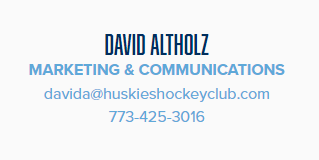 DAVID ALTHOLZ
MARKETING & COMMUNICATIONS
davida@huskieshockeyclub.com
773-425-3016